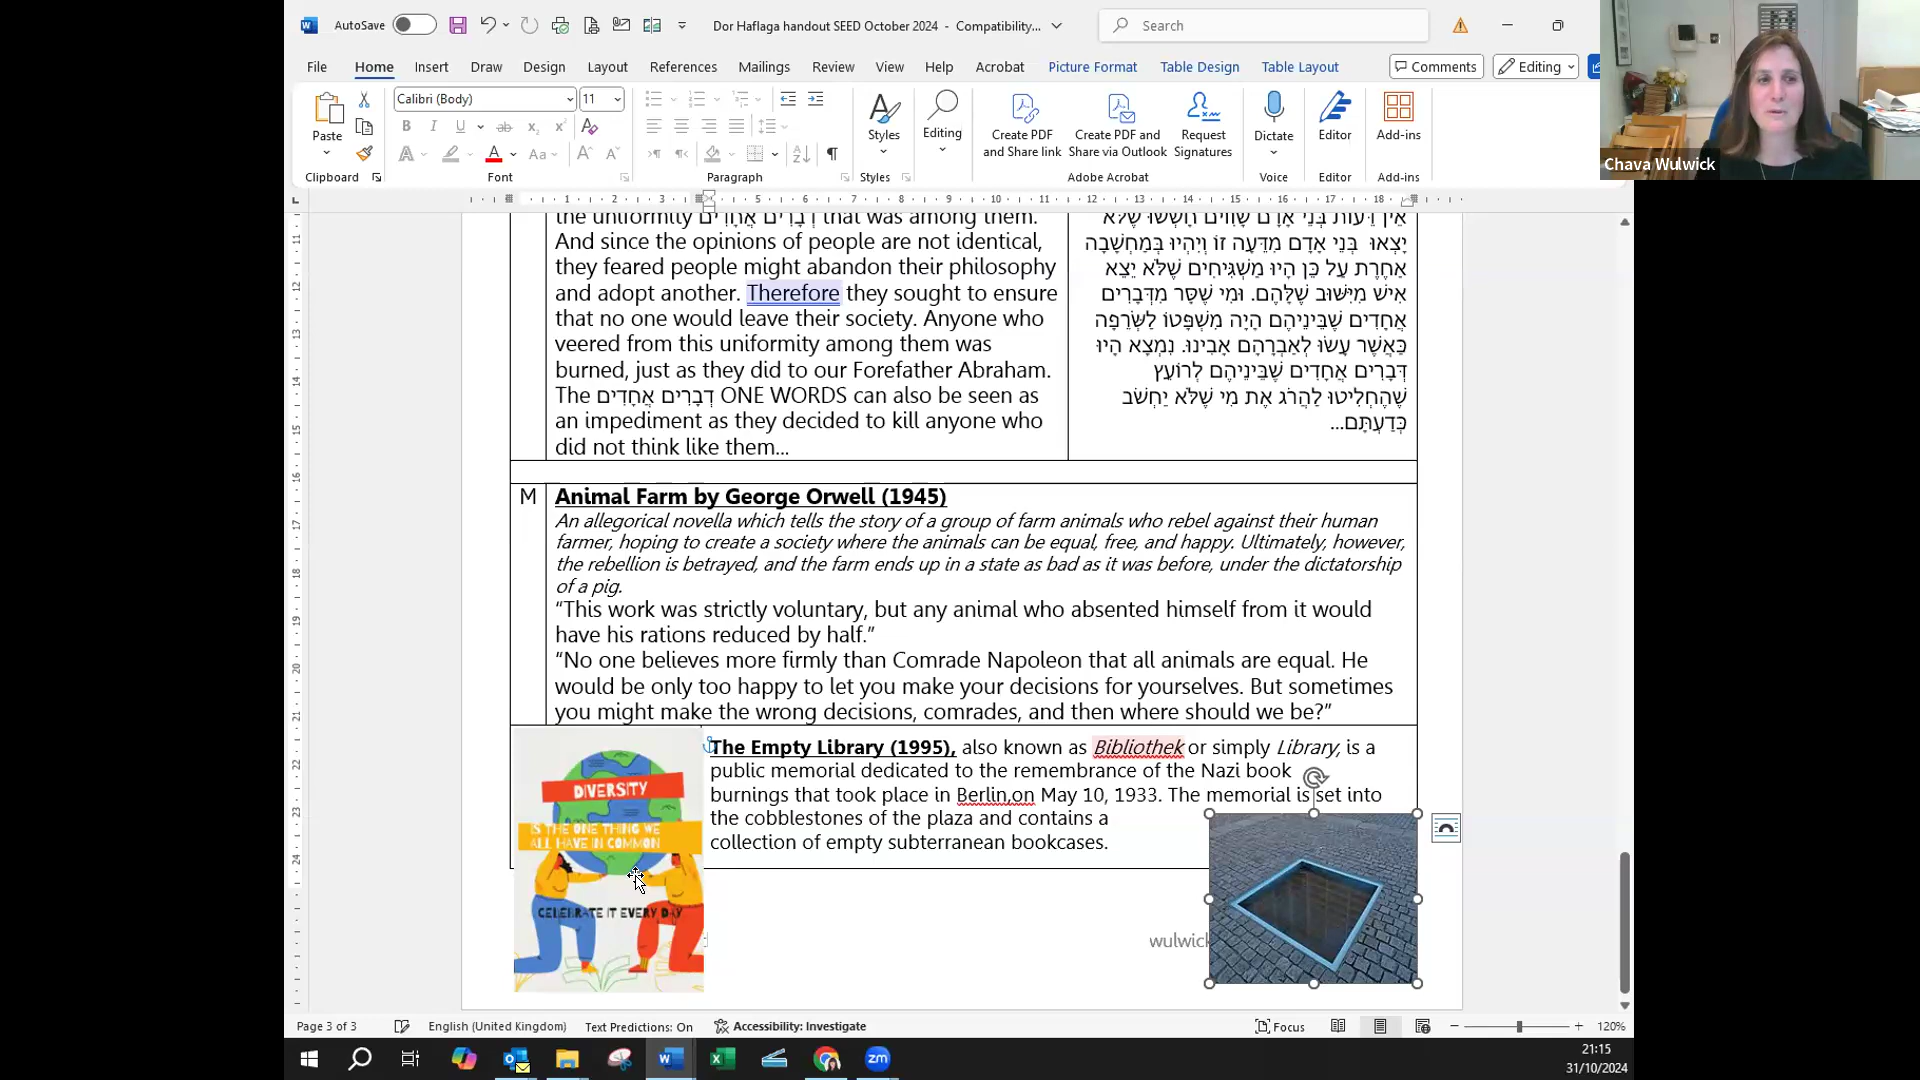 AutoSave
Dor Haflaga handout SEED October 2024 - Compatibility...
Search
File Home Insert Draw Design Layout References Mailings Review View Help Acrobat Picture Format Table Design Table Layout Comments Editing
Calibri (Body) 11
Paste
Styles
Editing
Create PDF and Share link
Create PDF and Share via Outlook
Request Signatures
Dictate
Editor
Add-ins
Clipboard Font Paragraph Styles Adobe Acrobat Voice Editor Add-ins
Chava Wulwick
the uniformity דְבָרִים אֲחָדִים that was among them.
And since the opinions of people are not identical,
they feared people might abandon their philosophy
and adopt another. Therefore they sought to ensure
that no one would leave their society. Anyone who
veered from this uniformity among them was
burned, just as they did to our Forefather Abraham.
The דְבָרִים אֲחָדִים ONE WORDS can also be seen as
an impediment as they decided to kill anyone who
did not think like them...
אֵין דֵּעוֹת בְּנֵי אָדָם שָׁוִוים חָשְׁשׁוּ שֶׁלֹּא
יָצְאוּ בְּנֵי אָדָם מִדֵּעָה זוֹ וְיִהְיוּ בְּמַחְשָׁבָה
אַחֶרֶת עַל כֵּן הָיוּ מַשְׁגִּיחִים שֶׁלֹּא יֵצֵא
אִישׁ מִיִּשּׁוּב שֶׁלָּהֶם. וּמִי שֶׁסָּר מִדְּבָרִים
אֲחָדִים שֶׁבֵּינֵיהֶם הָיָה מִשְׁפָּטוֹ לִשְׂרֵפָה
כַּאֲשֶׁר עָשׂוּ לְאַבְרָהָם אָבִינוּ. נִמְצָא הָיוּ
דְּבָרִים אֲחָדִים שֶׁבֵּינֵיהֶם לְרוֹעֵץ
שֶׁהֶחְלִיטוּ לַהֲרֹג אֶת מִי שֶׁלֹּא יַחְשֹׁב
כְּדַעְתָּם...
M Animal Farm by George Orwell (1945)
An allegorical novella which tells the story of a group of farm animals who rebel against their human
farmer, hoping to create a society where the animals can be equal, free, and happy. Ultimately, however,
the rebellion is betrayed, and the farm ends up in a state as bad as it was before, under the dictatorship
of a pig.
“This work was strictly voluntary, but any animal who absented himself from it would
have his rations reduced by half.”
“No one believes more firmly than Comrade Napoleon that all animals are equal. He
would be only too happy to let you make your decisions for yourselves. But sometimes
you might make the wrong decisions, comrades, and then where should we be?”
The Empty Library (1995), also known as Bibliothek or simply Library, is a
public memorial dedicated to the remembrance of the Nazi book
burnings that took place in Berlin,on May 10, 1933. The memorial is set into
the cobblestones of the plaza and contains a
collection of empty subterranean bookcases.
DIVERSITY
IS THE ONE THING WE
ALL HAVE IN COMMON
CELEBRATE IT EVERY DAY
wulwick
Page 3 of 3 English (United Kingdom) Text Predictions: On Accessibility: Investigate Focus 120%
zm
21:15
31/10/2024